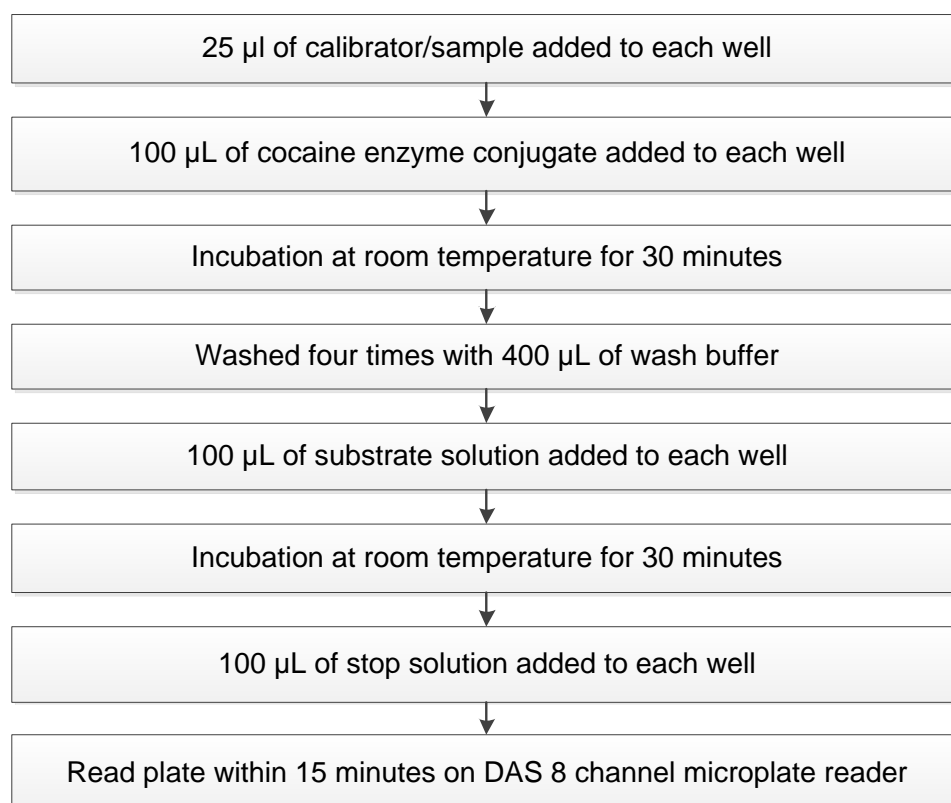 25 µl of calibrator/sample added to each well
100 µL of cocaine enzyme conjugate added to each well
Incubation at room temperature for 30 minutes
Washed four times with 400 µL of wash buffer
100 µL of substrate solution added to each well
Incubation at room temperature for 30 minutes
100 µL of stop solution added to each well
Read plate within 15 minutes on DAS 8 channel microplate reader